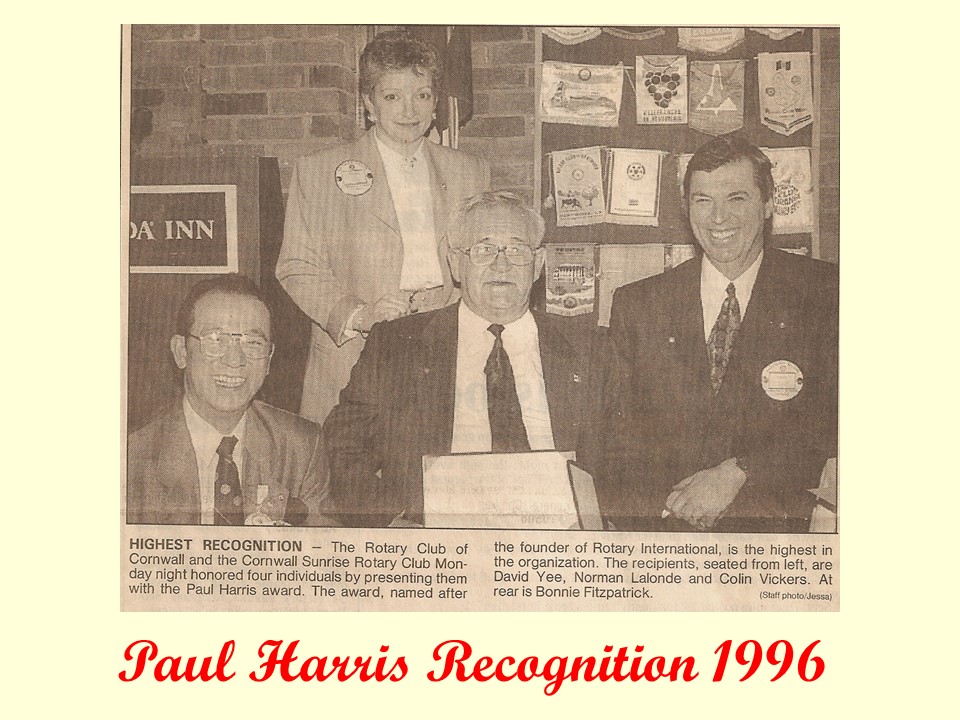 DA INN
HIGHEST RECOGNITION — The Rotary Club of
Cornwall and the Cornwall Sunrise Rotary Club Mon-
day night honored four individuals by presenting them
with the Paul Harris award. The award, named after
the founder of Rotary International, is the highest in
the organization. The recipients, seated from left, are
David Yee, Norman Lalonde and Colin Vickers. At
rear is Bonnie Fitzpatrick.
(Staff photo/Jessa)
Paul Harris Recognition 1996